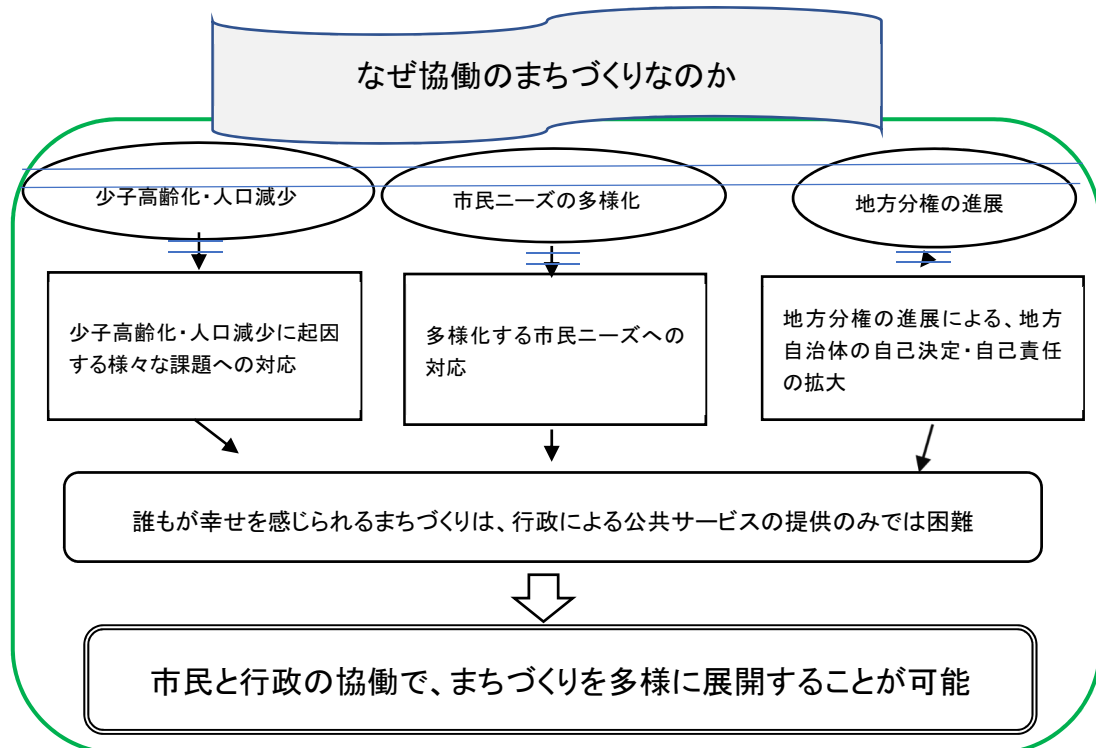 なぜ協働のまちづくりなのか
少子高齢化・人口減少
市民ニーズの多様化
地方分権の進展
少子高齢化・人口減少に起因
する様々な課題への対応
多様化する市民ニーズへの
対応
地方分権の進展による、地方
自治体の自己決定・自己責任
の拡大
誰もが幸せを感じられるまちづくりは、行政による公共サービスの提供のみでは困難
市民と行政の協働で、まちづくりを多様に展開することが可能